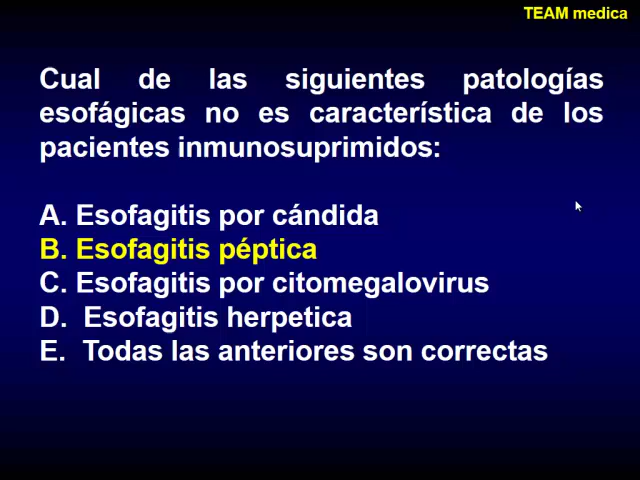 TEAM medica
Cual de las siguientes patologías
esofágicas no es característica de los
pacientes inmunosuprimidos:
A. Esofagitis por cándida
B. Esofagitis péptica
C. Esofagitis por citomegalovirus
D. Esofagitis herpetica
E. Todas las anteriores son correctas